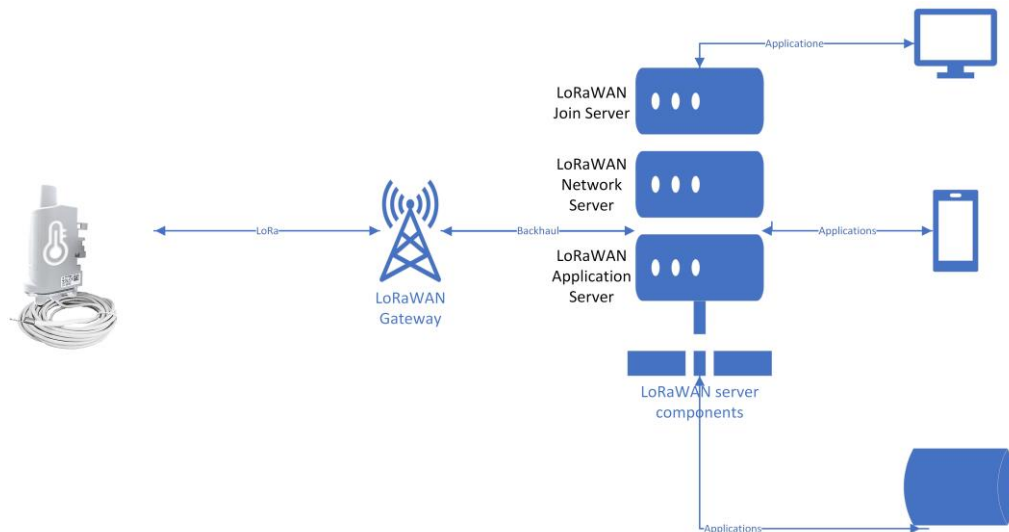 Applicatione
LoRaWAN
Join Server
LoRaWAN
Network
Server
LoRa
Backhaul
Applications
LoRaWAN
Application
Server
LoRaWAN
Gateway
LoRaWAN server
components
Applications